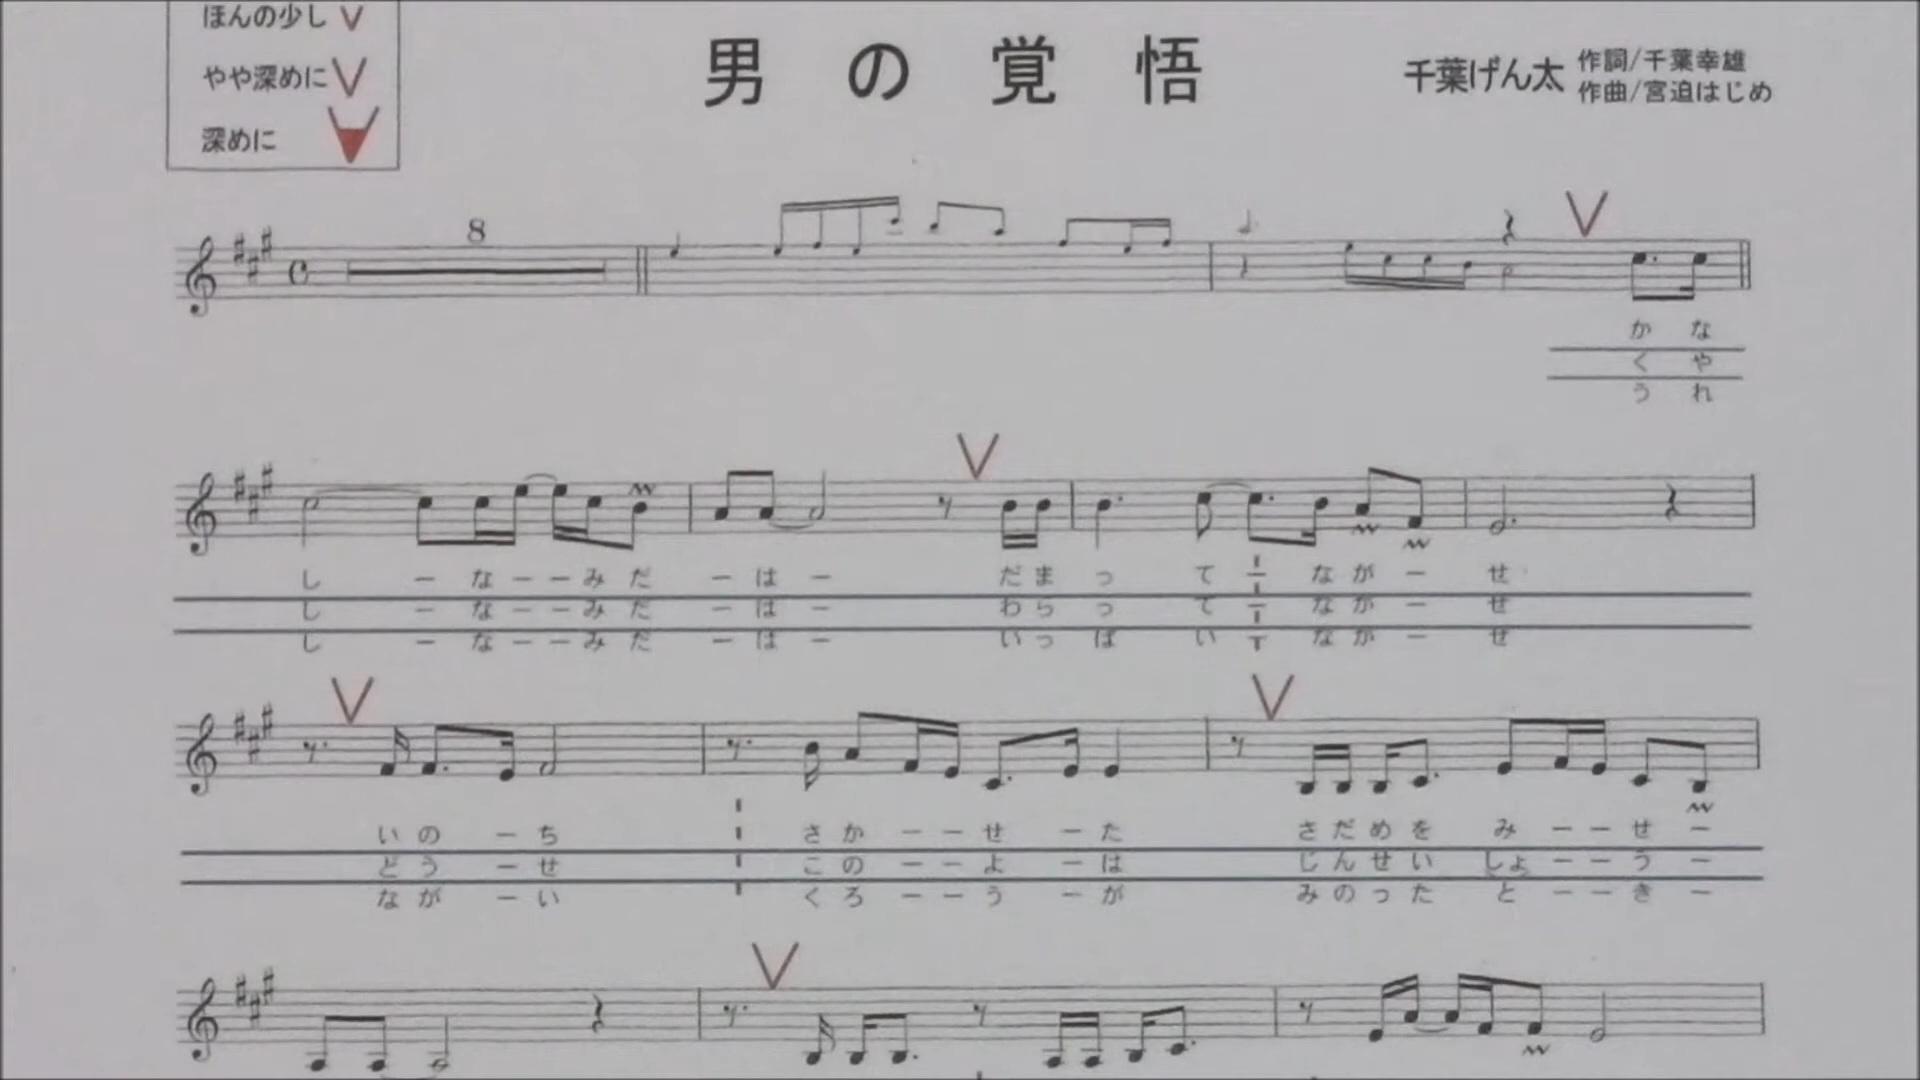 ほんの少し
やや深めに
深めに
男の覚悟
千葉げん太
作詞/千葉幸雄
作曲/宮迫はじめ
8
かな
くや
うれ
しーなーーみだーはー だまって一ながーせ
しーなーーみだーはー わらって一ながーせ
しーなーーみだーはー いっぱい一ながーせ
いのーち さかーーせーた さだめをみーーせー
どうーせ このーーよーは じんせいしょーーうー
ながーい くろーーうーが みのったとーーきー